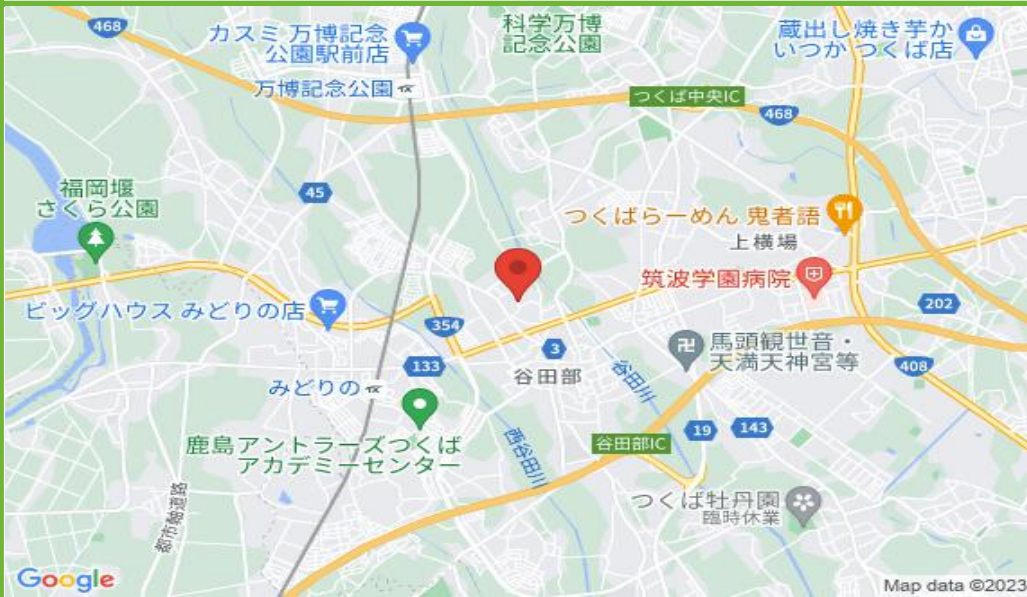 468
カスミ 万博記念
公園駅前店
科学万博
記念公園
蔵出し焼き芋か
いつか つくば店
万博記念公園
つくば中央IC
468
福岡堰
さくら公園
45
つくばらーめん 鬼者語
上横場
筑波学園病院
ビッグハウス みどりの店
354
202
3
馬頭観世音・
天満天神宮等
133
谷田部
谷田川
408
みどりの
鹿島アントラーズつくば
アカデミーセンター
西谷田川
谷田部IC
19
143
都市軸道路
つくば牡丹園
臨時休業
Google
Map data ©2023